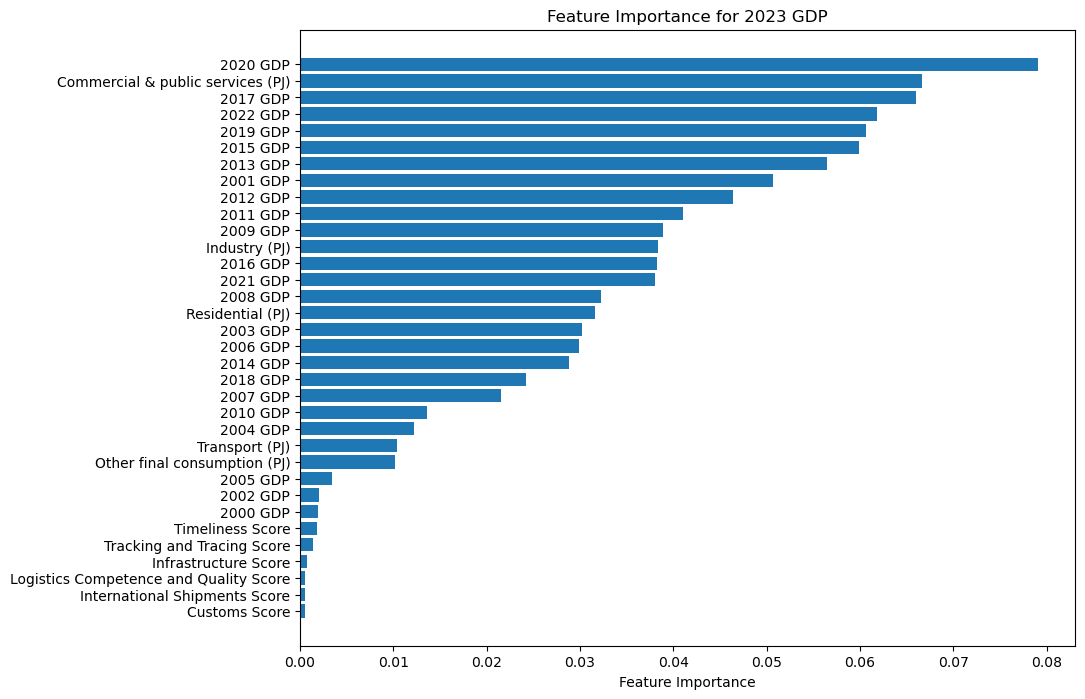 Feature Importance for 2023 GDP
2020 GDP
Commercial & public services (PJ)
2017 GDP
2022 GDP
2019 GDP
2015 GDP
2013 GDP
2001 GDP
2012 GDP
2011 GDP
2009 GDP
Industry (PJ)
2016 GDP
2021 GDP
2008 GDP
Residential (PJ)
2003 GDP
2006 GDP
2014 GDP
2018 GDP
2007 GDP
2010 GDP
2004 GDP
Transport (PJ)
Other final consumption (PJ)
2005 GDP
2002 GDP
2000 GDP
Timeliness Score
Tracking and Tracing Score
Infrastructure Score
Logistics Competence and Quality Score
International Shipments Score
Customs Score
0.00 0.01 0.02 0.03 0.04 0.05 0.06 0.07 0.08
Feature Importance